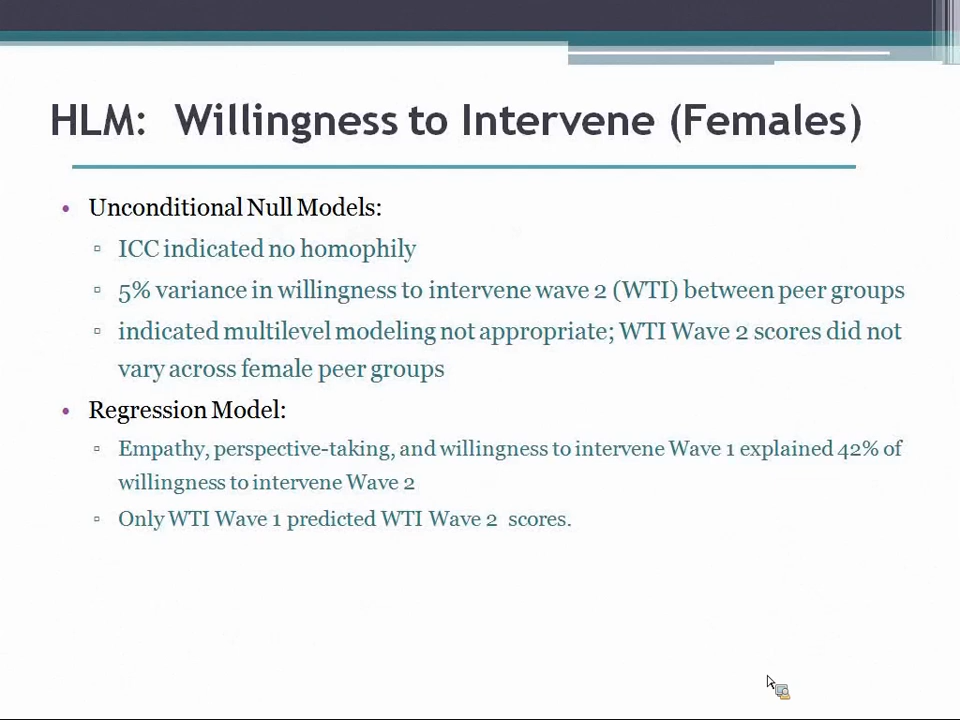 HLM: Willingness to Intervene (Females)
• Unconditional Null Models:
▫ ICC indicated no homophily
▫ 5% variance in willingness to intervene wave 2 (WTI) between peer groups
▫ indicated multilevel modeling not appropriate; WTI Wave 2 scores did not
vary across female peer groups
• Regression Model:
▫ Empathy, perspective-taking, and willingness to intervene Wave 1 explained 42% of
willingness to intervene Wave 2
▫ Only WTI Wave 1 predicted WTI Wave 2 scores.